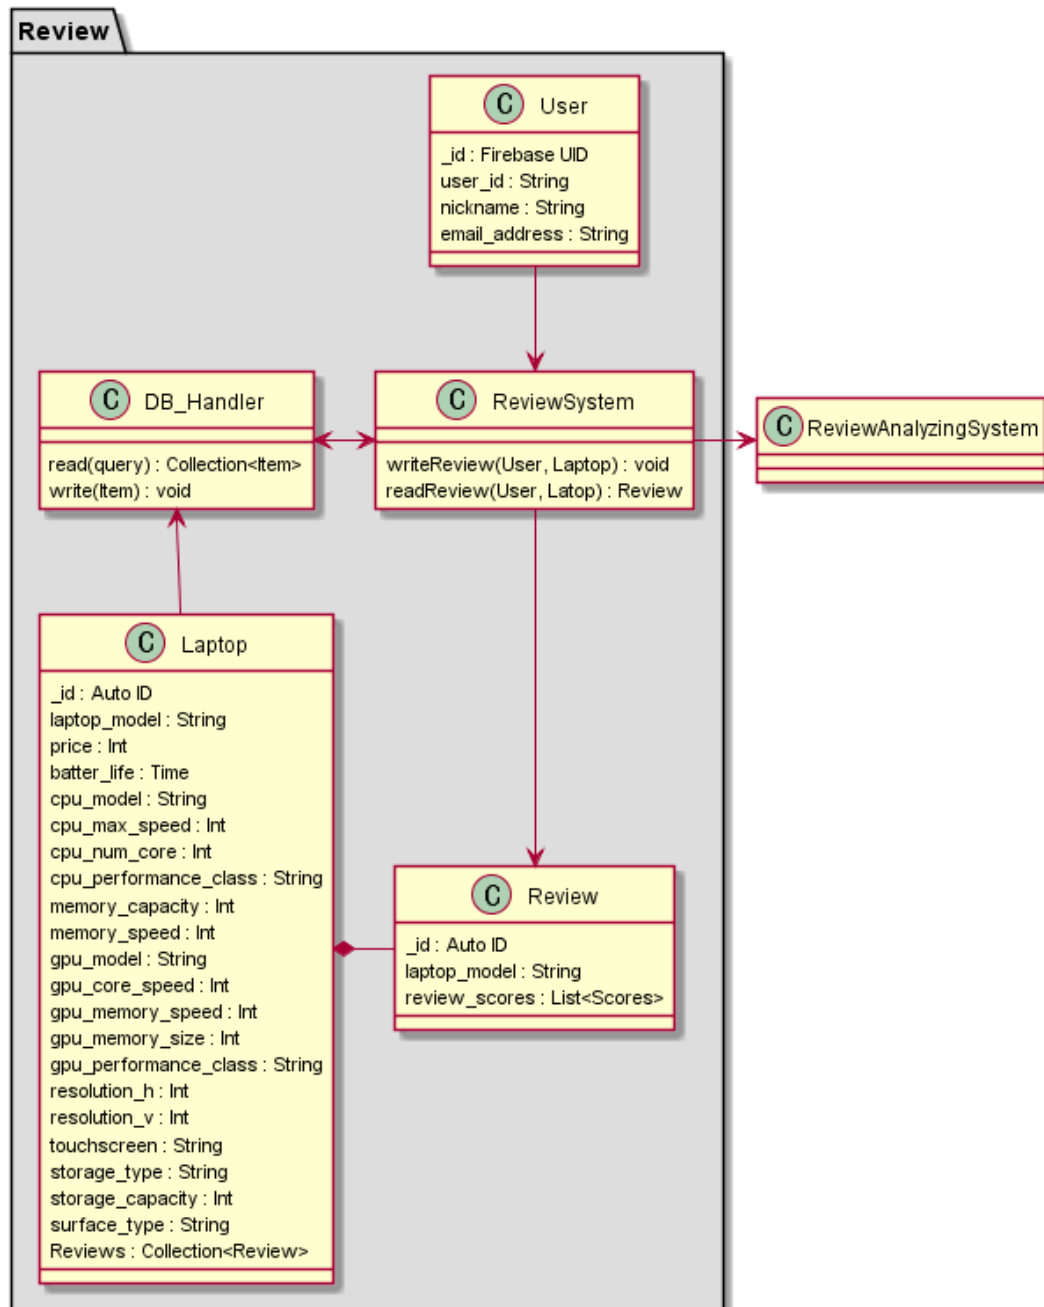 Review
C User
_id : Firebase UID
user_id : String
nickname : String
email_address : String
C DB_Handler
read(query) : Collection<Item>
write(Item) : void
C ReviewSystem
writeReview(User, Laptop) : void
readReview(User, Latop) : Review
C ReviewAnalyzingSystem
C Laptop
_id : Auto ID
laptop_model : String
price : Int
batter_life : Time
cpu_model : String
cpu_max_speed : Int
cpu_num_core : Int
cpu_performance_class : String
memory_capacity : Int
memory_speed : Int
gpu_model : String
gpu_core_speed : Int
gpu_memory_speed : Int
gpu_memory_size : Int
gpu_performance_class : String
resolution_h : Int
resolution_v : Int
touchscreen : String
storage_type : String
storage_capacity : Int
surface_type : String
Reviews : Collection<Review>
C Review
_id : Auto ID
laptop_model : String
review_scores : List<Scores>